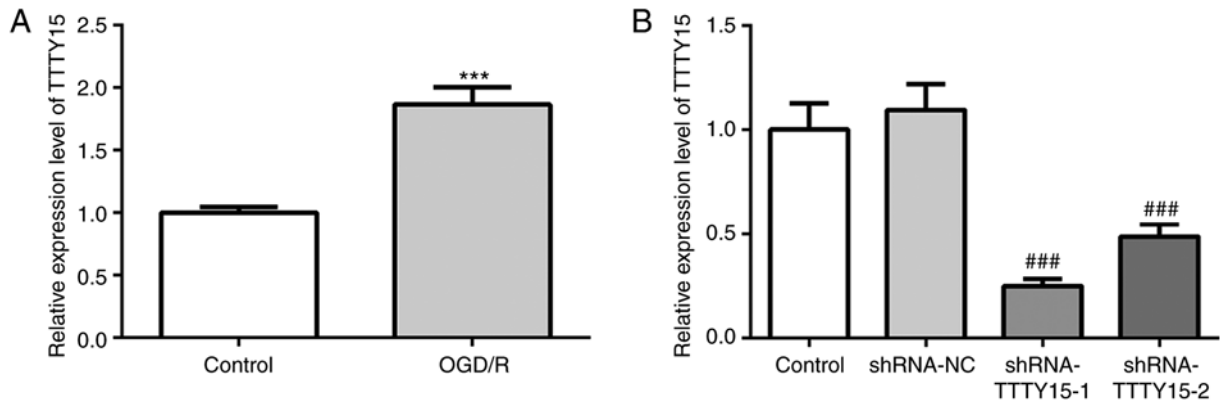 A
Relative expression level of TTTY15
2.5
2.0
1.5
1.0
0.5
0.0
***
Control
OGD/R
B
Relative expression level of TTTY15
1.5
1.0
0.5
0.0
###
###
Control
shRNA-NC
shRNA-
TTTY15-1
shRNA-
TTTY15-2